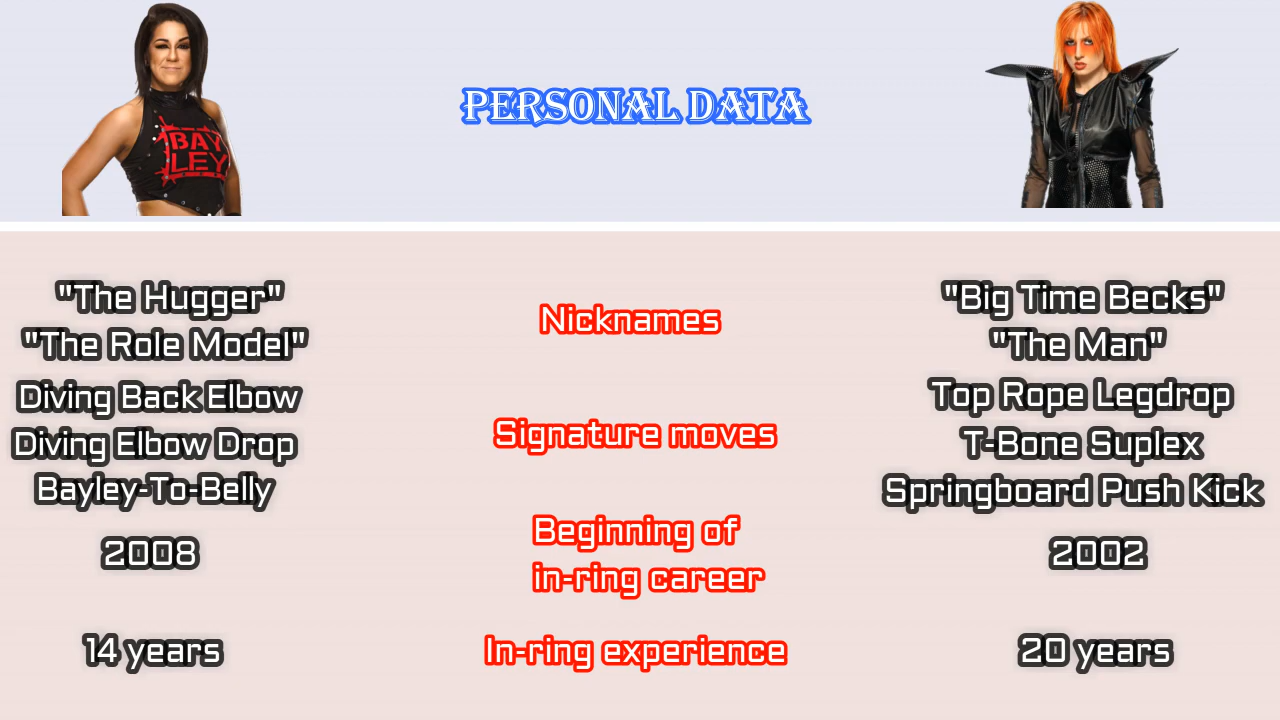 BAY
LEY
PERSONAL DATA
"The Hugger"
"The Role Model"
Nicknames
"Big Time Becks"
"The Man"
Diving Back Elbow
Diving Elbow Drop
Bayley-To-Belly
Signature moves
Top Rope Legdrop
T-Bone Suplex
Springboard Push Kick
2008
Beginning of
in-ring career
2002
14 years
In-ring experience
20 years